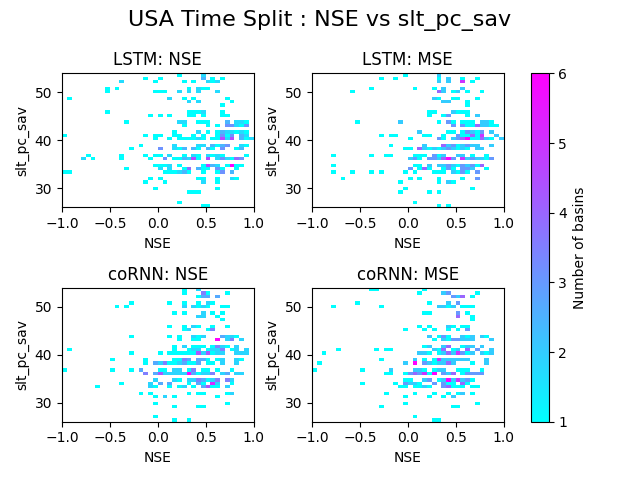 USA Time Split : NSE vs slt_pc_sav
LSTM: NSE
LSTM: MSE
50
40
30
slt_pc_sav
−1.0 −0.5 0.0 0.5 1.0
NSE
50
40
30
slt_pc_sav
−1.0 −0.5 0.0 0.5 1.0
NSE
coRNN: NSE
coRNN: MSE
50
40
30
slt_pc_sav
−1.0 −0.5 0.0 0.5 1.0
NSE
50
40
30
slt_pc_sav
−1.0 −0.5 0.0 0.5 1.0
NSE
6
5
4
3
2
1
Number of basins